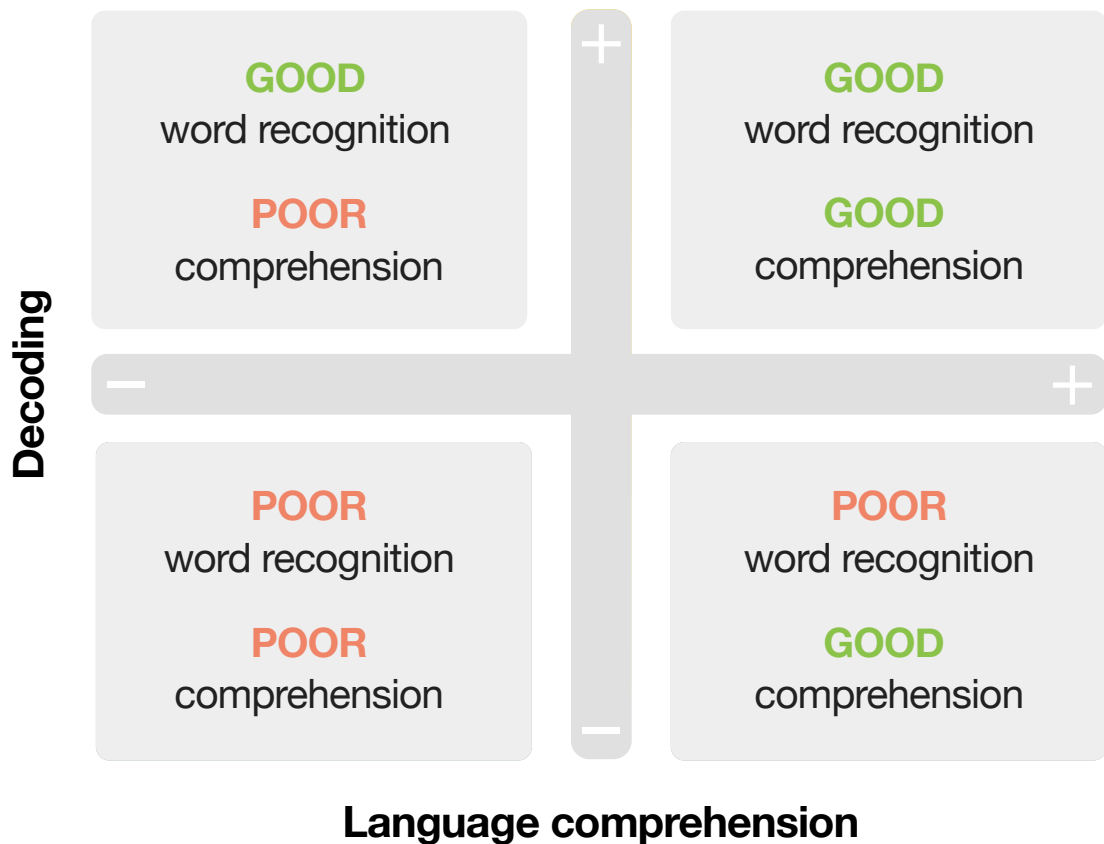 GOOD
word recognition
POOR
comprehension
GOOD
word recognition
GOOD
comprehension
Decoding
POOR
word recognition
POOR
comprehension
POOR
word recognition
GOOD
comprehension
Language comprehension